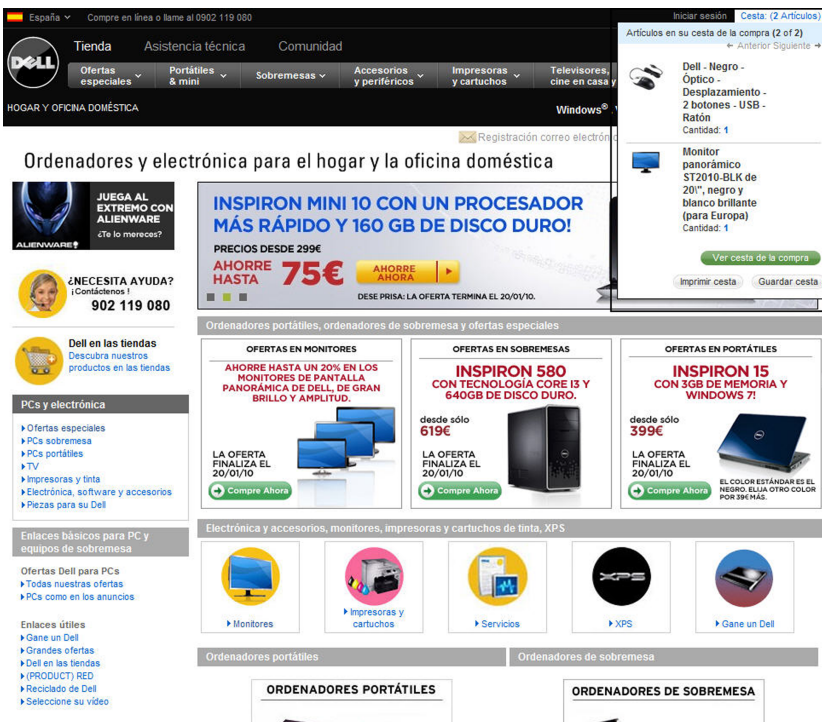 España
Compre en línea o llame al 0902 119 080
Iniciar sesión
Cesta: (2 Artículos)
DELL
Tienda
Asistencia técnica
Comunidad
Ofertas especiales
Portátiles & mini
Sobremesas
Accesorios y periféricos
Impresoras y cartuchos
Televisores, cine en casa y
HOGAR Y OFICINA DOMÉSTICA
Windows®
Registración correo electrón
Artículos en su cesta de la compra (2 of 2)
Anterior Siguiente
Dell - Negro -
Óptico -
Desplazamiento -
2 botones - USB -
Ratón
Cantidad: 1
Monitor
panorámico
ST2010-BLK de
20\", negro y
blanco brillante
(para Europa)
Cantidad: 1
Ver cesta de la compra
Imprimir cesta
Guardar cesta
Ordenadores y electrónica para el hogar y la oficina doméstica
JUEGA AL
EXTREMO CON
ALIENWARE
¿Te lo mereces?
ALIENWARE
¿NECESITA AYUDA?
¡Contáctenos !
902 119 080
Dell en las tiendas
Descubra nuestros
productos en las tiendas
INSPIRON MINI 10 CON UN PROCESADOR
MÁS RÁPIDO Y 160 GB DE DISCO DURO!
PRECIOS DESDE 299€
AHORRE
HASTA
75€
AHORRE
AHORA
DESE PRISA: LA OFERTA TERMINA EL 20/01/10.
PCs y electrónica
Ofertas especiales
PCs sobremesa
PCs portátiles
TV
Impresoras y tinta
Electrónica, software y accesorios
Piezas para su Dell
Enlaces básicos para PC y
equipos de sobremesa
Ofertas Dell para PCs
Todas nuestras ofertas
PCs como en los anuncios
Enlaces útiles
Gane un Dell
Grandes ofertas
Dell en las tiendas
(PRODUCT) RED
Reciclado de Dell
Seleccione su vídeo
Ordenadores portátiles, ordenadores de sobremesa y ofertas especiales
OFERTAS EN MONITORES
AHORRE HASTA UN 20% EN LOS
MONITORES DE PANTALLA
PANORÁMICA DE DELL, DE GRAN
BRILLO Y AMPLITUD.
LA OFERTA
FINALIZA EL
20/01/10
Compre Ahora
OFERTAS EN SOBREMESAS
INSPIRON 580
CON TECNOLOGÍA CORE I3 Y
640GB DE DISCO DURO.
desde sólo
619€
LA OFERTA
FINALIZA EL
20/01/10
Compre Ahora
OFERTAS EN PORTÁTILES
INSPIRON 15
CON 3GB DE MEMORIA Y
WINDOWS 7!
desde sólo
399€
LA OFERTA
FINALIZA EL
20/01/10
Compre Ahora
EL COLOR ESTÁNDAR ES EL
NEGRO. ELIJA OTRO COLOR
POR 39€ MÁS.
Electrónica y accesorios, monitores, impresoras y cartuchos de tinta, XPS
Monitores
Impresoras y
cartuchos
Servicios
XPS
XPS
Gane un Dell
Ordenadores portátiles
Ordenadores de sobremesa
ORDENADORES PORTÁTILES
ORDENADORES DE SOBREMESA